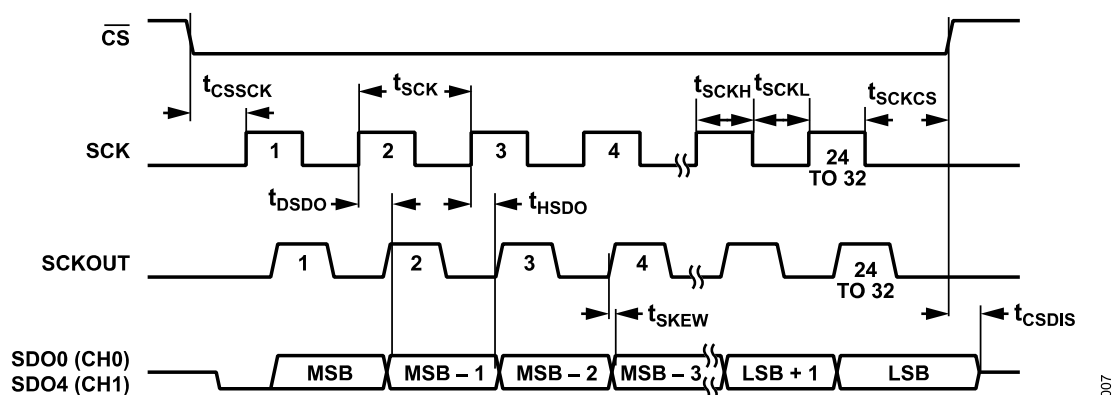 CS
tCSSCK
tSCK
tSCKH
tSCKL
tSCKCS
SCK
1
2
3
4
24
TO 32
tDSDO
tHSDO
SCKOUT
1
2
3
4
24
TO 32
tSKEW
tCSDIS
SDO0 (CH0)
SDO4 (CH1)
MSB
MSB – 1
MSB – 2
MSB – 3
LSB + 1
LSB
007